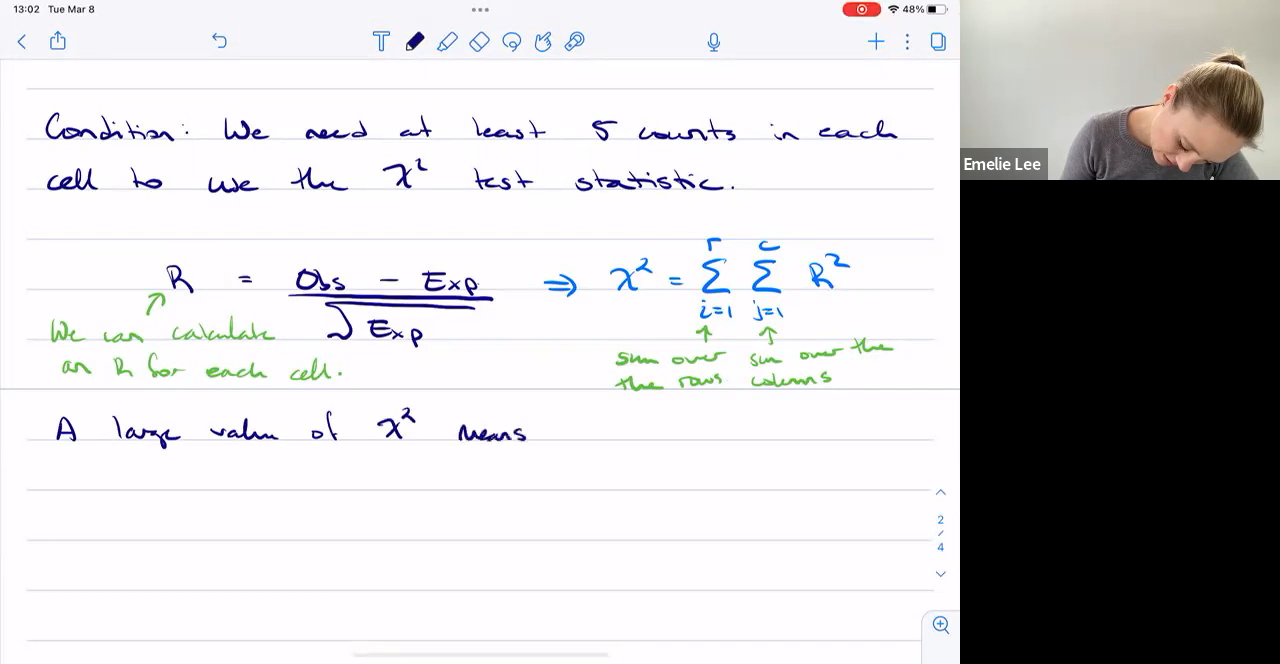 13:02 Tue Mar 8
48%
Condition: We need at least 5 counts in each
cell to use the χ² test statistic.
R = Obs - Exp / √Exp ⇒ χ² = Σ_{i=1}^{r} Σ_{j=1}^{c} R²
We can calculate
an R for each cell.
sum over
the rows
sum over the
columns
A large value of χ² means
Emelie Lee
2
/
4